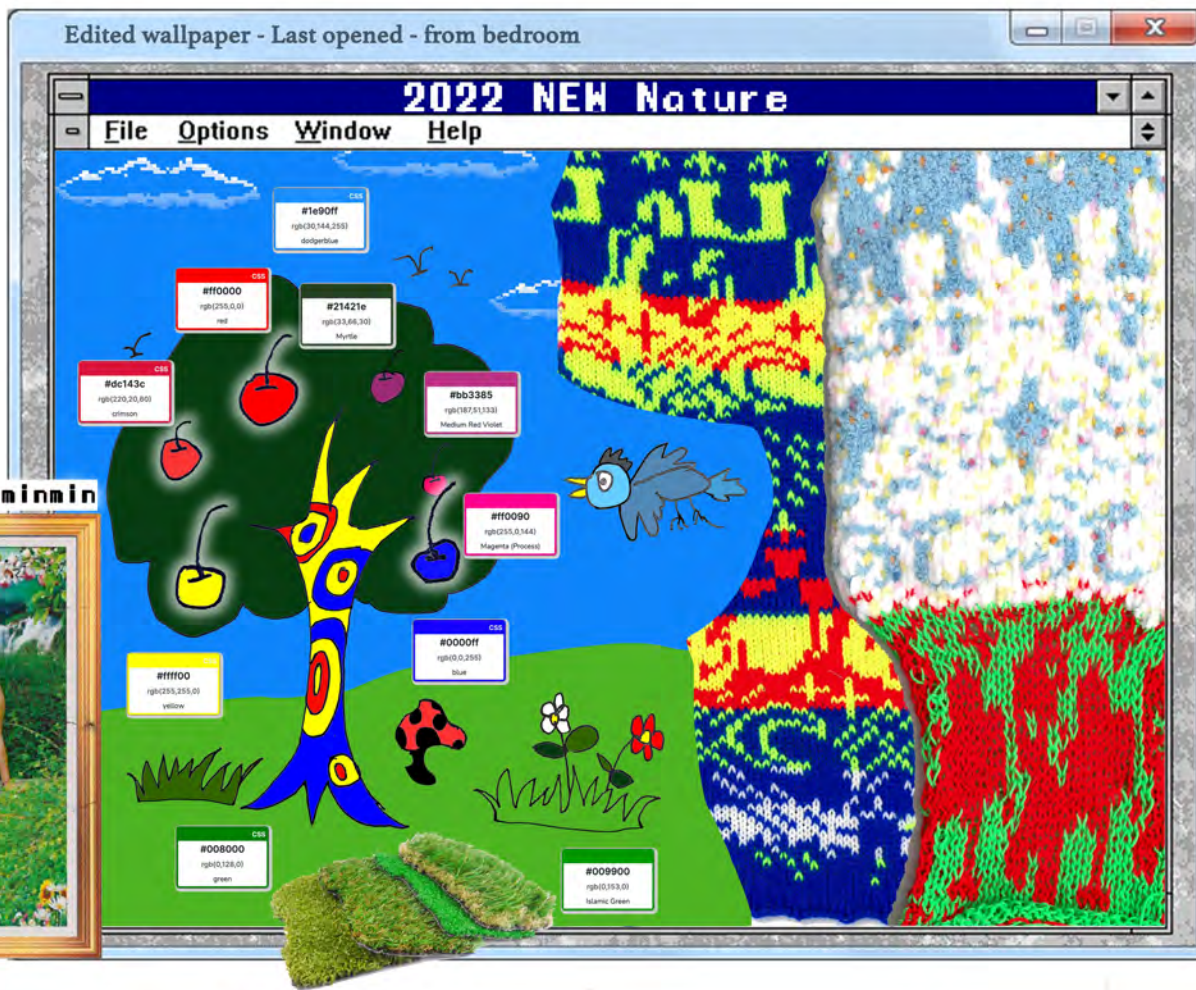 Edited wallpaper - Last opened - from bedroom
2022 NEW Nature
File Options Window Help
CSS
#1e90ff
rgb(30,144,255)
dodgerblue
CSS
#ff0000
rgb(255,0,0)
red
#21421e
rgb(33,66,30)
Myrtle
CSS
#dc143c
rgb(220,20,60)
crimson
#bb3385
rgb(187,51,133)
Medium Red Violet
minmin
#ff0090
rgb(255,0,144)
Magenta (Process)
CSS
#0000ff
rgb(0,0,255)
blue
CSS
#ffff00
rgb(255,255,0)
yellow
CSS
#008000
rgb(0,128,0)
green
#009900
rgb(0,153,0)
Islamic Green